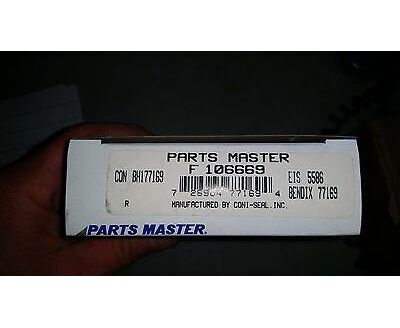 PARTS MASTER
F 106669
CON BH177169
EIS 5586
7 28904 77169 4
BENDIX 77169
R
MANUFACTURED BY CONI-SEAL, INC.
PARTS MASTER